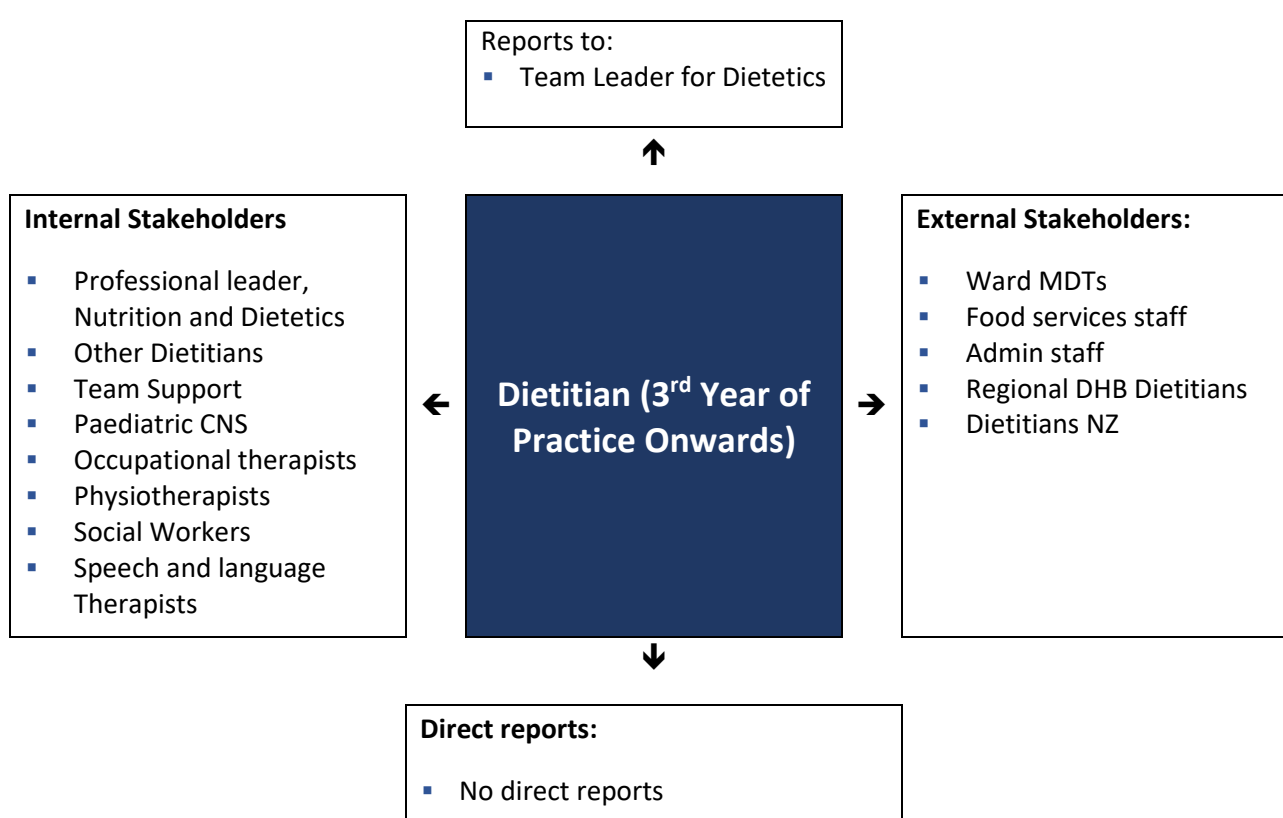 Reports to:
▪ Team Leader for Dietetics
Internal Stakeholders
▪ Professional leader,
Nutrition and Dietetics
▪ Other Dietitians
▪ Team Support
▪ Paediatric CNS
▪ Occupational therapists
▪ Physiotherapists
▪ Social Workers
▪ Speech and language
Therapists
Dietitian (3rd Year of
Practice Onwards)
External Stakeholders:
▪ Ward MDTs
▪ Food services staff
▪ Admin staff
▪ Regional DHB Dietitians
▪ Dietitians NZ
Direct reports:
▪ No direct reports